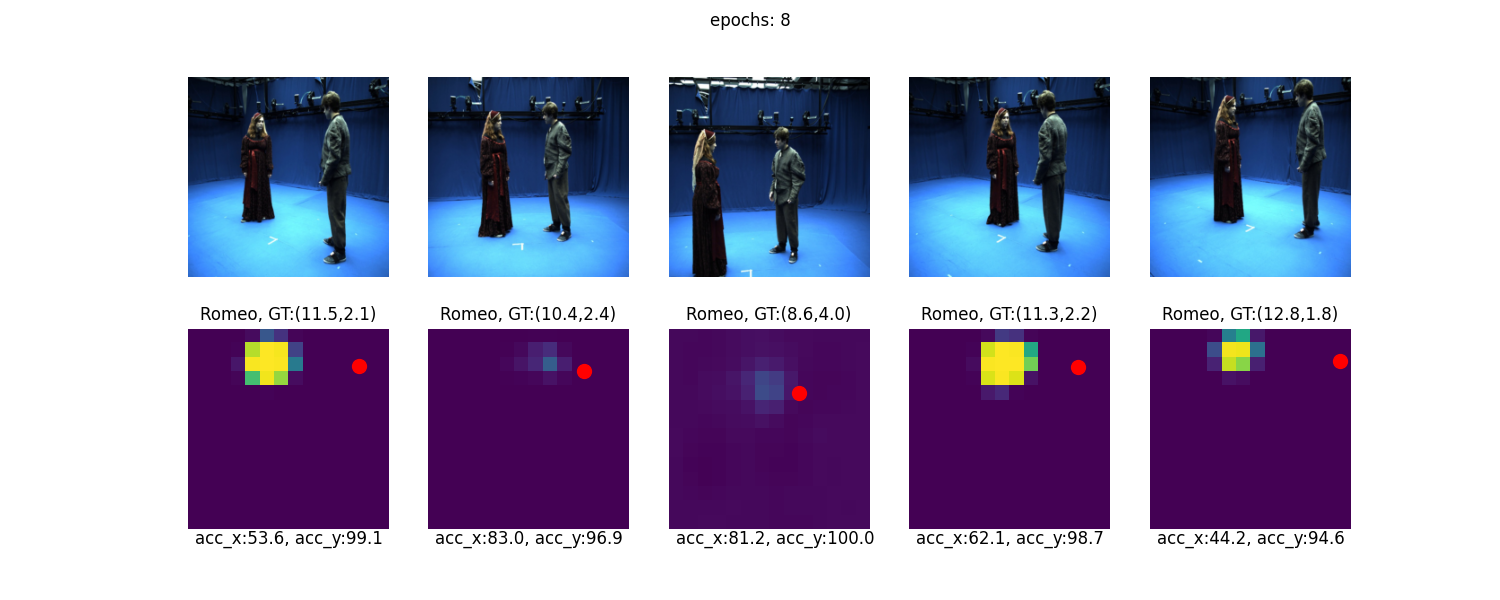 epochs: 8
Romeo, GT:(11.5,2.1)
Romeo, GT:(10.4,2.4)
Romeo, GT:(8.6,4.0)
Romeo, GT:(11.3,2.2)
Romeo, GT:(12.8,1.8)
acc_x:53.6, acc_y:99.1
acc_x:83.0, acc_y:96.9
acc_x:81.2, acc_y:100.0
acc_x:62.1, acc_y:98.7
acc_x:44.2, acc_y:94.6